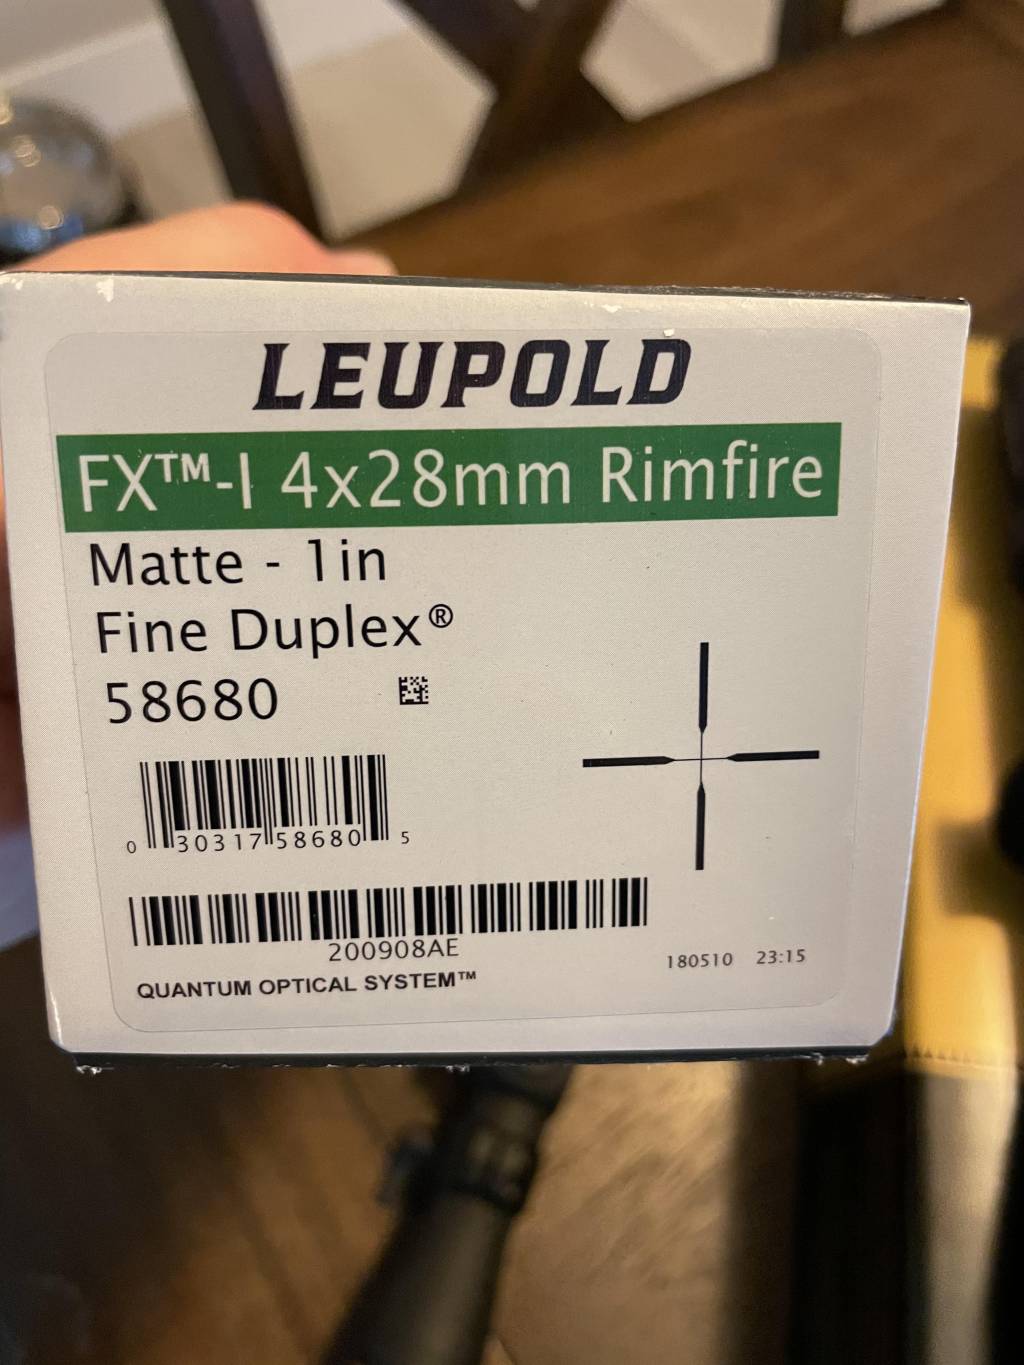 LEUPOLD
FX™-I 4x28mm Rimfire
Matte - 1in
Fine Duplex®
58680
0 30317 58680 5
200908AE
180510 23:15
QUANTUM OPTICAL SYSTEM™